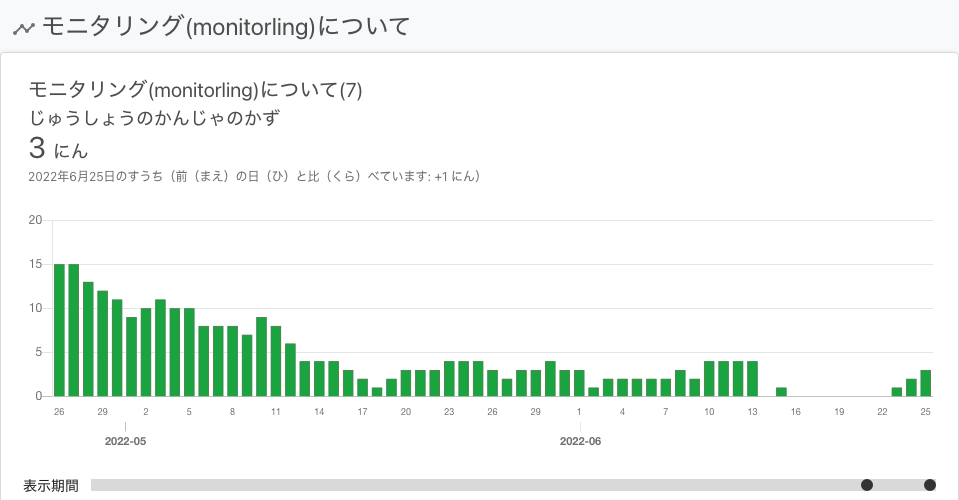 モニタリング(monitorling)について
モニタリング(monitorling)について(7)
じゅうしょうのかんじゃのかず
3 にん
2022年6月25日のすうち（前（まえ）の日（ひ）と比（くら）べています: +1 にん）
20
15
10
5
0
26 29 2 5 8 11 14 17 20 23 26 29 1 4 7 10 13 16 19 22 25
2022-05 2022-06
表示期間